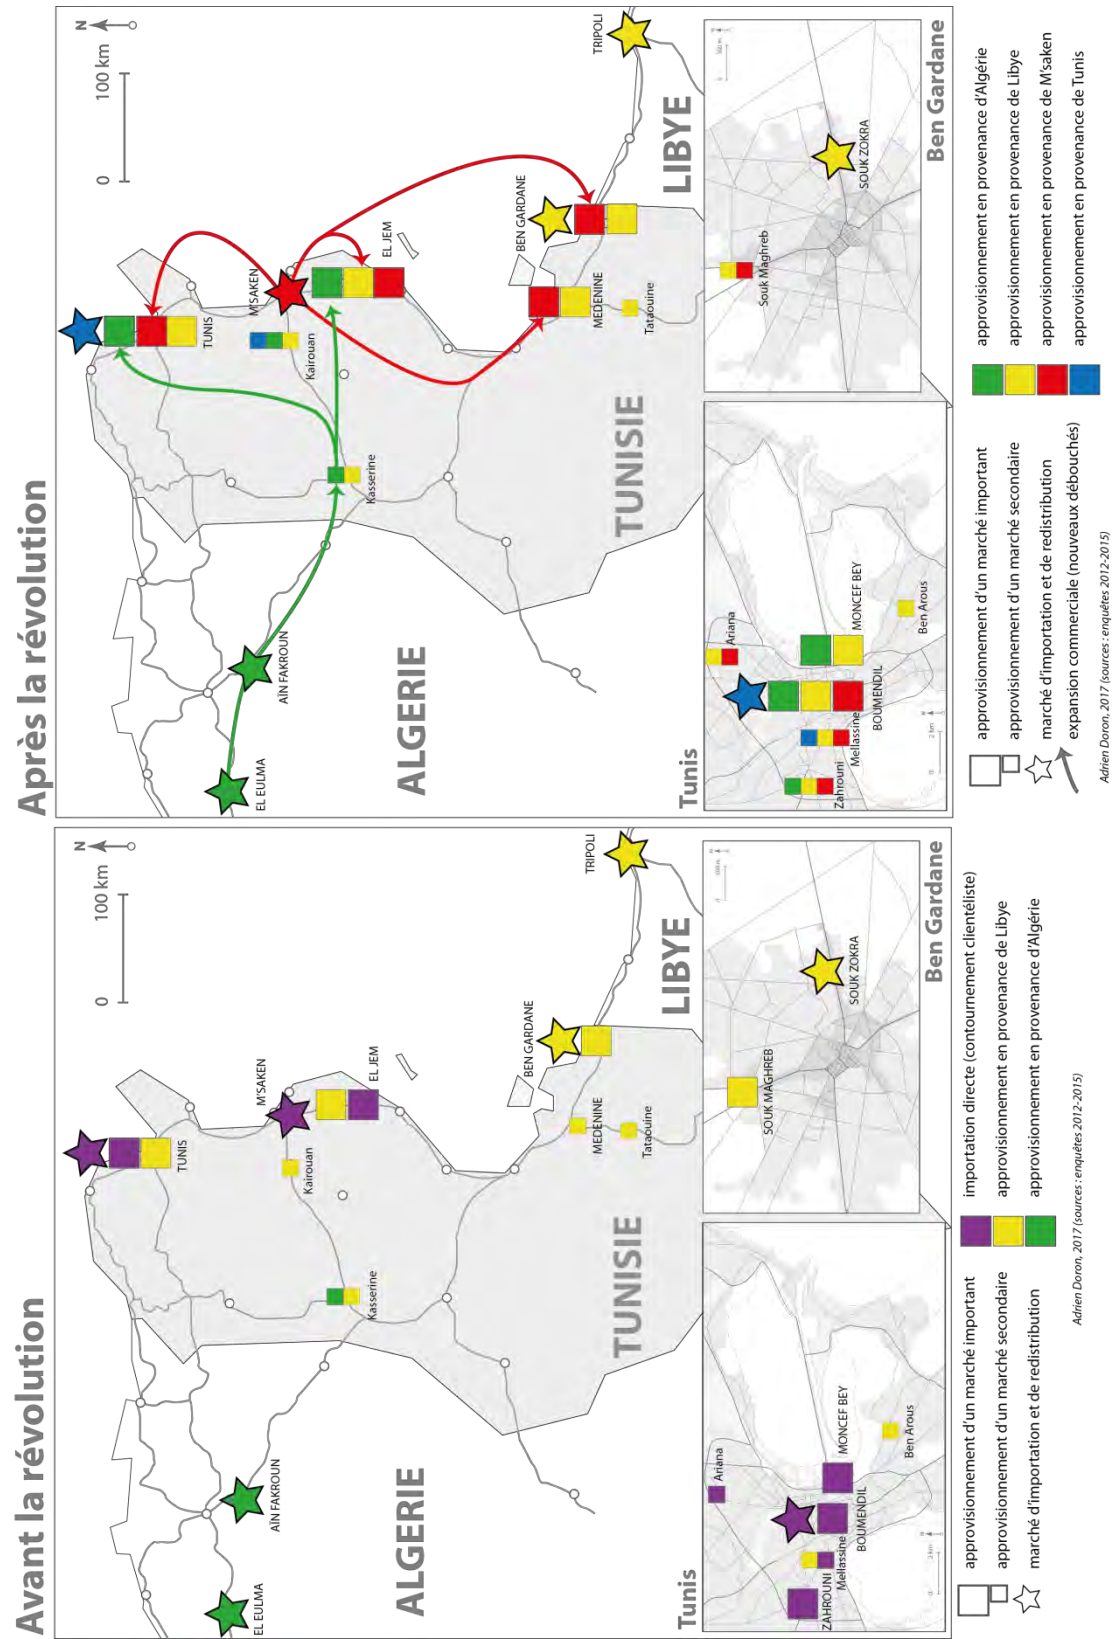 Avant la révolution
N
0
100 km
TUNIS
M'SAKEN
Kairouan
EL JEM
Kasserine
EL EULMA
AÏN FAKROUN
ALGERIE
TUNISIE
BEN GARDANE
MEDENINE
Tataouine
LIBYE
TRIPOLI
Tunis
Ariana
MONCEF BEY
BOUMENDIL
Mellassine
ZAHROUNI
Ben Arous
0
2 km
SOUK MAGHREB
SOUK ZOKRA
Ben Gardane
approvisionnement d'un marché important
approvisionnement d'un marché secondaire
marché d'importation et de redistribution
importation directe (contournement clientéliste)
approvisionnement en provenance de Libye
approvisionnement en provenance d'Algérie
Adrien Doron, 2017 (sources : enquêtes 2012-2015)
Après la révolution
N
0
100 km
TUNIS
M'SAKEN
Kairouan
EL JEM
Kasserine
EL EULMA
AÏN FAKROUN
ALGERIE
TUNISIE
BEN GARDANE
MEDENINE
Tataouine
LIBYE
TRIPOLI
Tunis
Ariana
MONCEF BEY
BOUMENDIL
Mellassine
Zahrouni
Ben Arous
0
2 km
Souk Maghreb
SOUK ZOKRA
Ben Gardane
approvisionnement d'un marché important
approvisionnement d'un marché secondaire
marché d'importation et de redistribution
expansion commerciale (nouveaux débouchés)
approvisionnement en provenance d'Algérie
approvisionnement en provenance de Libye
approvisionnement en provenance de M'saken
approvisionnement en provenance de Tunis
Adrien Doron, 2017 (sources : enquêtes 2012-2015)